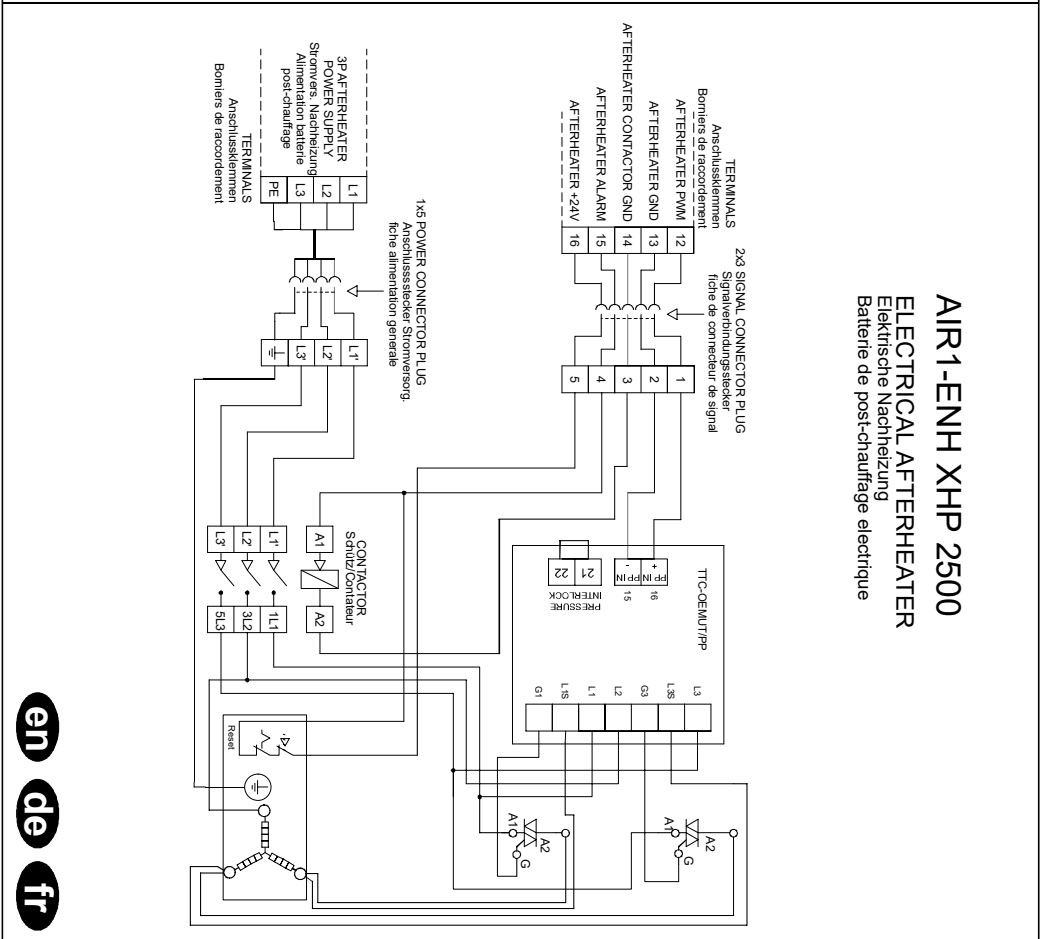 AIR1-ENH XHP 2500
ELECTRICAL AFTERHEATER
Elektrische Nachheizung
Batterie de post-chauffage electrique
TERMINALS
Anschlussklemmen
Borniers de raccordement
AFTERHEATER PWM
AFTERHEATER GND
AFTERHEATER CONTACTOR GND
AFTERHEATER ALARM
AFTERHEATER +24V
12
13
14
15
16
2x3 SIGNAL CONNECTOR PLUG
Signalverbindungsstecker
fiche de connecteur de signal
1
2
3
4
5
TTC-OEMUT/PP
+ PP IN
- PP IN
16
15
21
22
PRESSURE
INTERLOCK
G1
L1S
L1
L2
G3
L3S
L3
A1
A2
G
A1
A2
G
TERMINALS
Anschlussklemmen
Borniers de raccordement
3P AFTERHEATER
POWER SUPPLY
Stromvers. Nachheizung
Alimentation batterie
post-chauffage
L1
L2
L3
PE
1x5 POWER CONNECTOR PLUG
Anschlussstecker Stromversorg.
fiche alimentation generale
L1'
L2'
L3'
CONTACTOR
Schütz/Contateur
A1
A2
L1'
L2'
L3'
1L1
3L2
5L3
Reset
en de fr